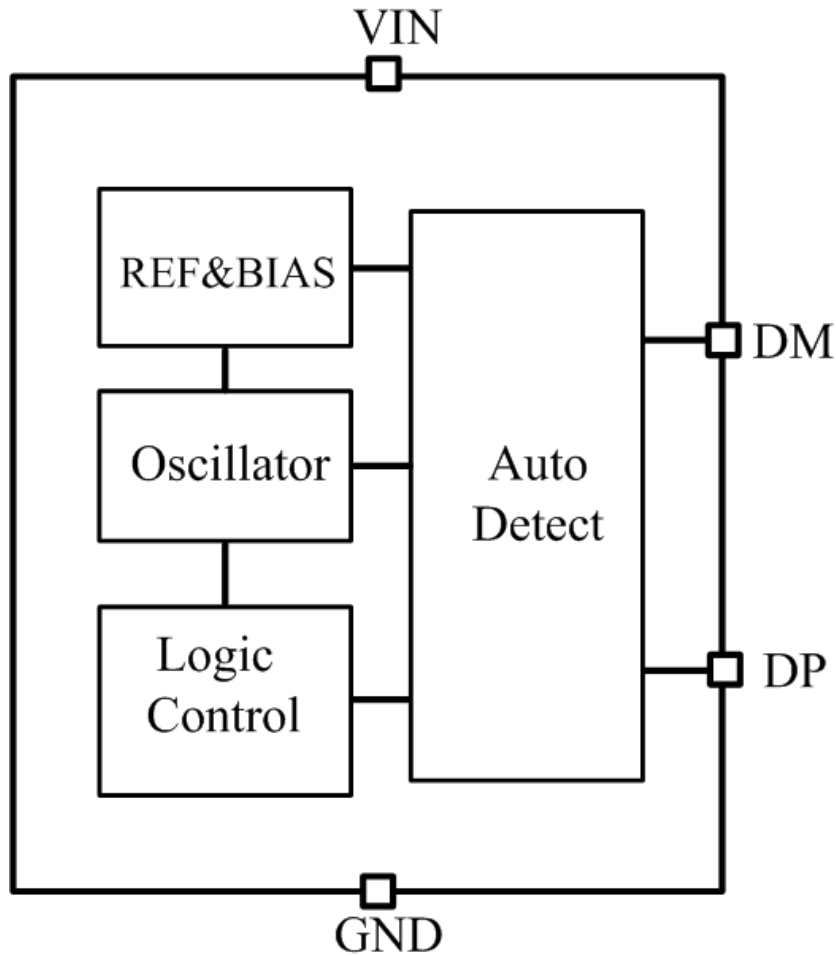 VIN
REF&BIAS
DM
Oscillator
Auto
Detect
Logic
Control
DP
GND